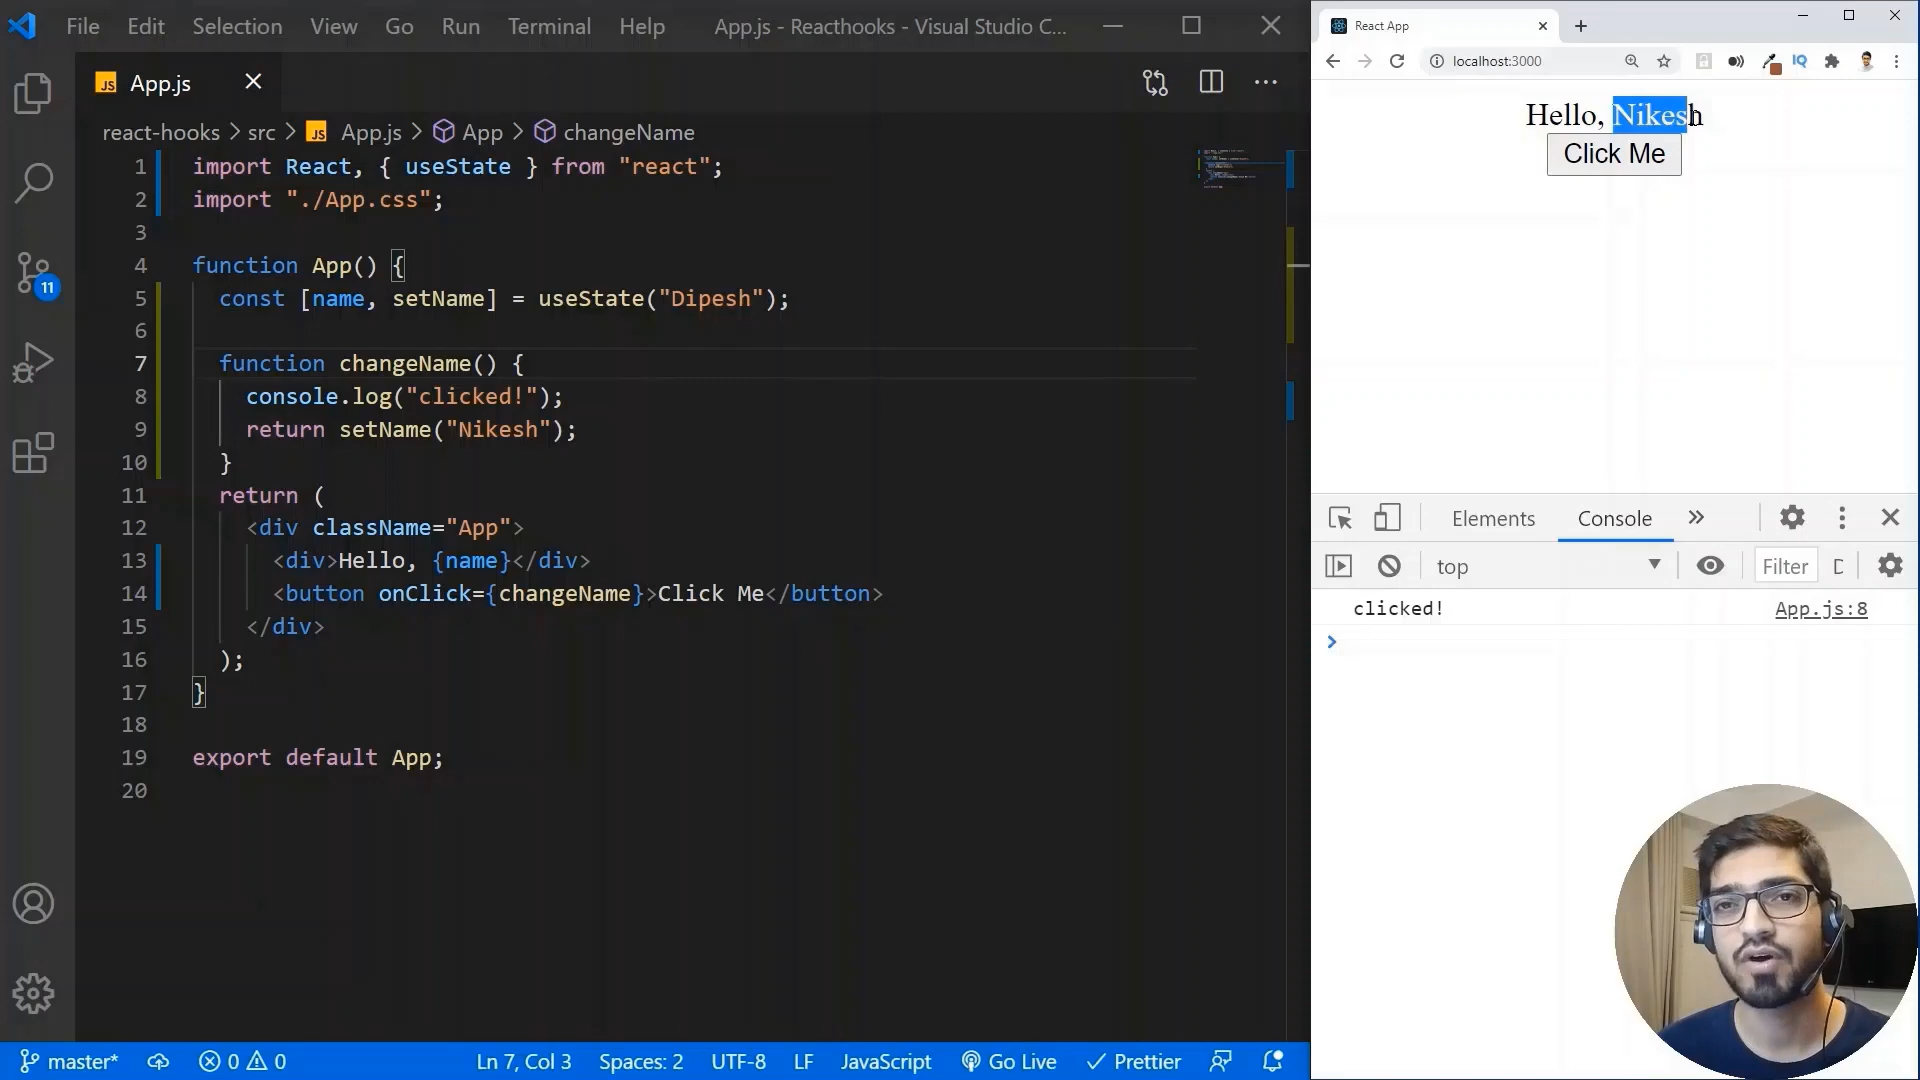 File Edit Selection View Go Run Terminal Help App.js - Reacthooks - Visual Studio C...
JS App.js
react-hooks > src > JS App.js > App > changeName
1 import React, { useState } from "react";
2 import "./App.css";
3
4 function App() {
5 const [name, setName] = useState("Dipesh");
6
7 function changeName() {
8 console.log("clicked!");
9 return setName("Nikesh");
10 }
11 return (
12 <div className="App">
13 <div>Hello, {name}</div>
14 <button onClick={changeName}>Click Me</button>
15 </div>
16 );
17 }
18
19 export default App;
20
11
master* 0 0 Ln 7, Col 3 Spaces: 2 UTF-8 LF JavaScript Go Live Prettier
React App
localhost:3000
IQ
Hello, Nikesh
Click Me
Elements Console
top Filter D
clicked! App.js:8